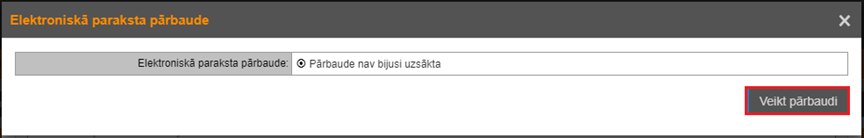 Elektroniskā paraksta pārbaude
Elektroniskā paraksta pārbaude: Pārbaude nav bijusi uzsākta
Veikt pārbaudi